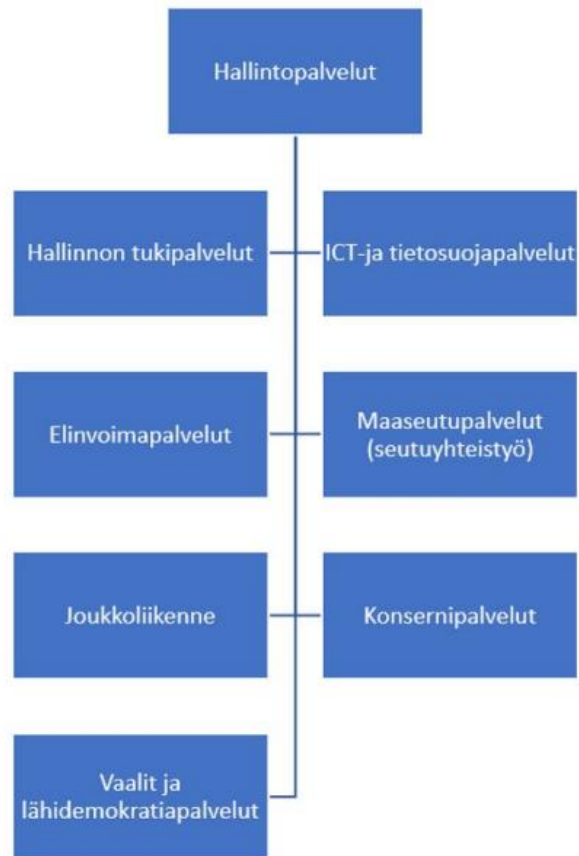 Hallintopalvelut
Hallinnon tukipalvelut
ICT-ja tietosuojapalvelut
Elinvoimapalvelut
Maaseutupalvelut
(seutuyhteistyö)
Joukkoliikenne
Konsernipalvelut
Vaalit ja
lähidemokratiapalvelut